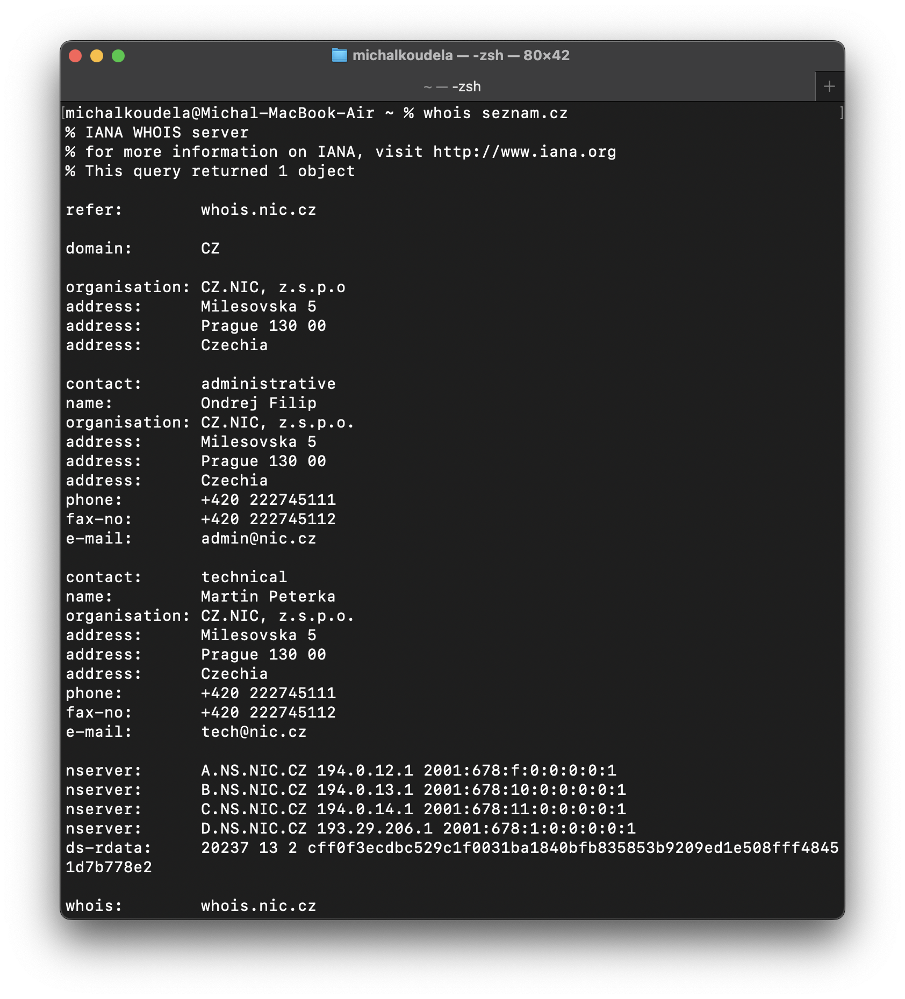 michalkoudela — -zsh — 80×42
~ — -zsh
michalkoudela@Michal-MacBook-Air ~ % whois seznam.cz
% IANA WHOIS server
% for more information on IANA, visit http://www.iana.org
% This query returned 1 object
refer:        whois.nic.cz
domain:       CZ
organisation: CZ.NIC, z.s.p.o
address:      Milesovska 5
address:      Prague 130 00
address:      Czechia
contact:      administrative
name:         Ondrej Filip
organisation: CZ.NIC, z.s.p.o.
address:      Milesovska 5
address:      Prague 130 00
address:      Czechia
phone:        +420 222745111
fax-no:       +420 222745112
e-mail:       admin@nic.cz
contact:      technical
name:         Martin Peterka
organisation: CZ.NIC, z.s.p.o.
address:      Milesovska 5
address:      Prague 130 00
address:      Czechia
phone:        +420 222745111
fax-no:       +420 222745112
e-mail:       tech@nic.cz
nserver:      A.NS.NIC.CZ 194.0.12.1 2001:678:f:0:0:0:0:1
nserver:      B.NS.NIC.CZ 194.0.13.1 2001:678:10:0:0:0:0:1
nserver:      C.NS.NIC.CZ 194.0.14.1 2001:678:11:0:0:0:0:1
nserver:      D.NS.NIC.CZ 193.29.206.1 2001:678:1:0:0:0:0:1
ds-rdata:     20237 13 2 cff0f3ecdbc529c1f0031ba1840bfb835853b9209ed1e508fff4845
1d7b778e2
whois:        whois.nic.cz